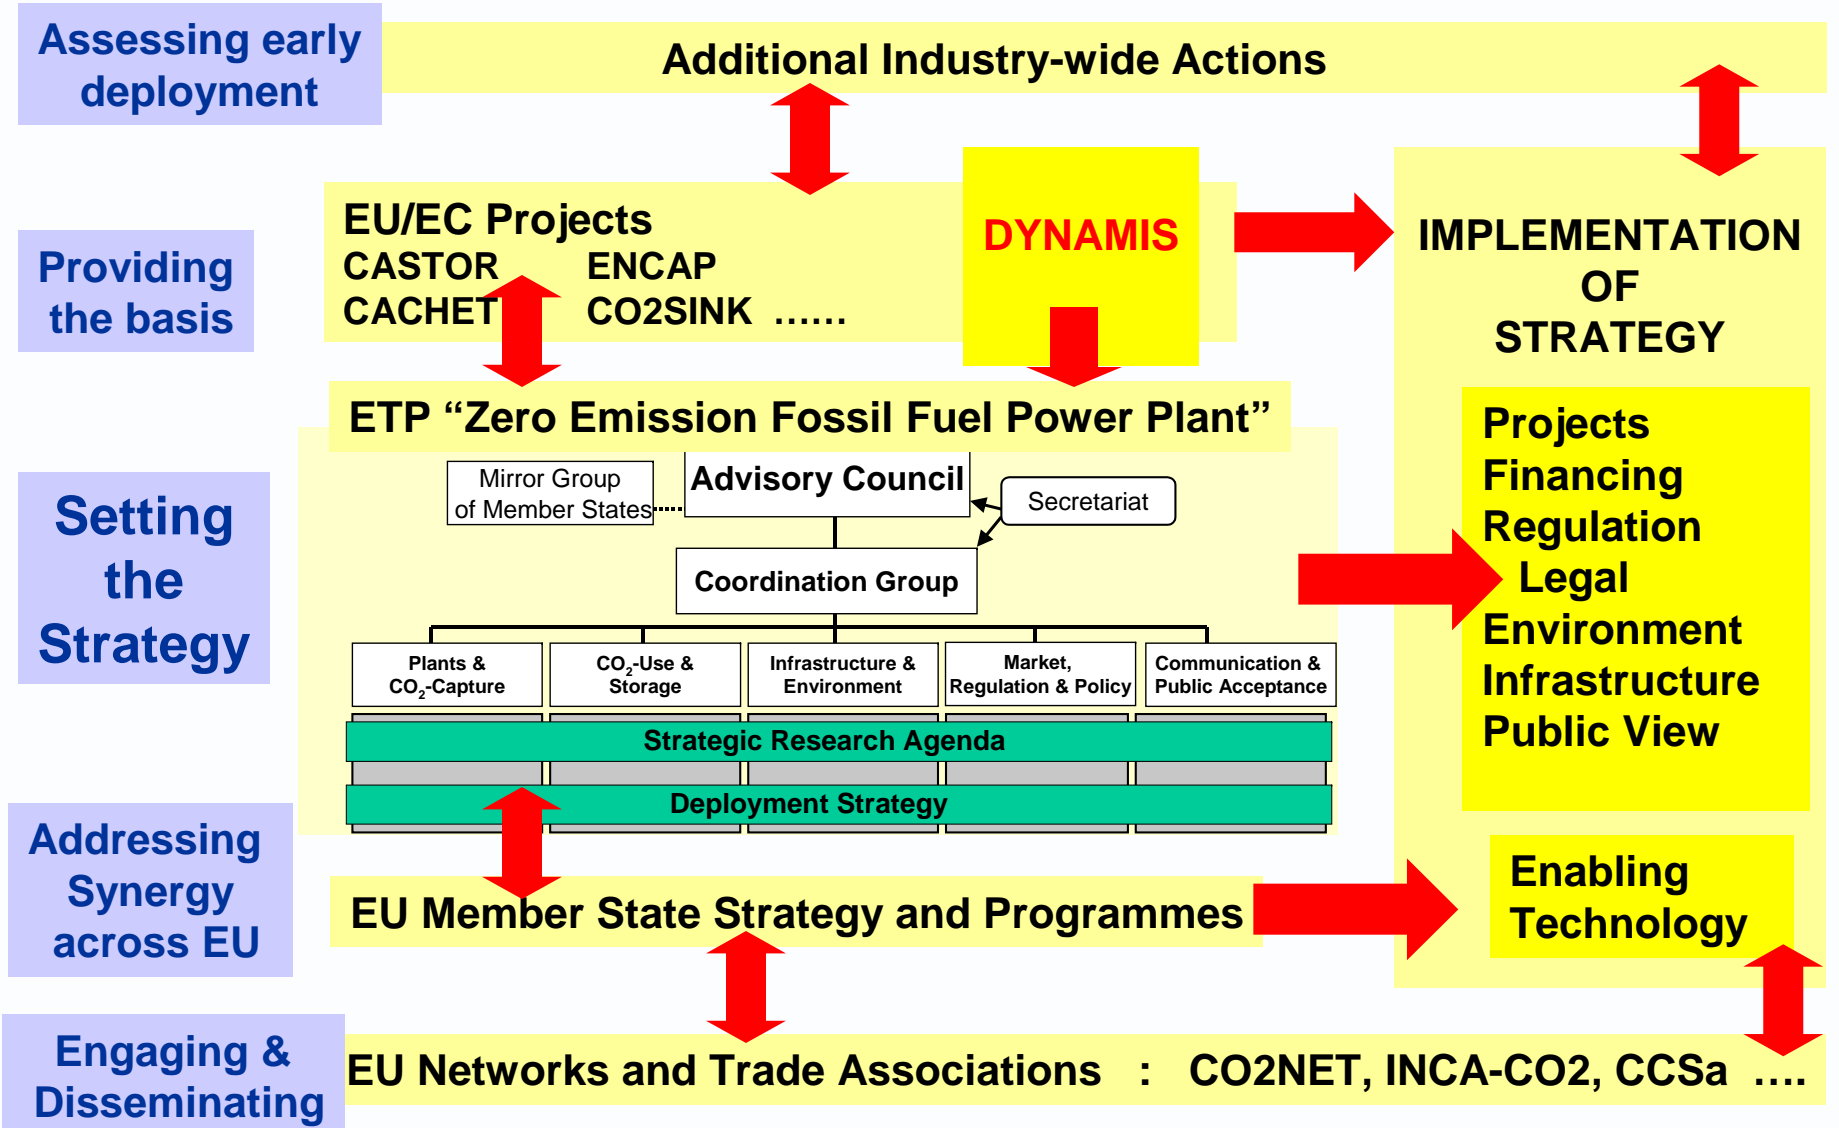 Assessing early
deployment
Additional Industry-wide Actions
Providing
the basis
EU/EC Projects
CASTOR ENCAP
CACHET CO2SINK ......
DYNAMIS
IMPLEMENTATION
OF
STRATEGY
Setting
the
Strategy
ETP “Zero Emission Fossil Fuel Power Plant”
Mirror Group
of Member States
Advisory Council
Secretariat
Coordination Group
Plants &
CO2-Capture
CO2-Use &
Storage
Infrastructure &
Environment
Market,
Regulation & Policy
Communication &
Public Acceptance
Strategic Research Agenda
Deployment Strategy
Projects
Financing
Regulation
Legal
Environment
Infrastructure
Public View
Addressing
Synergy
across EU
EU Member State Strategy and Programmes
Enabling
Technology
Engaging &
Disseminating
EU Networks and Trade Associations : CO2NET, INCA-CO2, CCSa ....